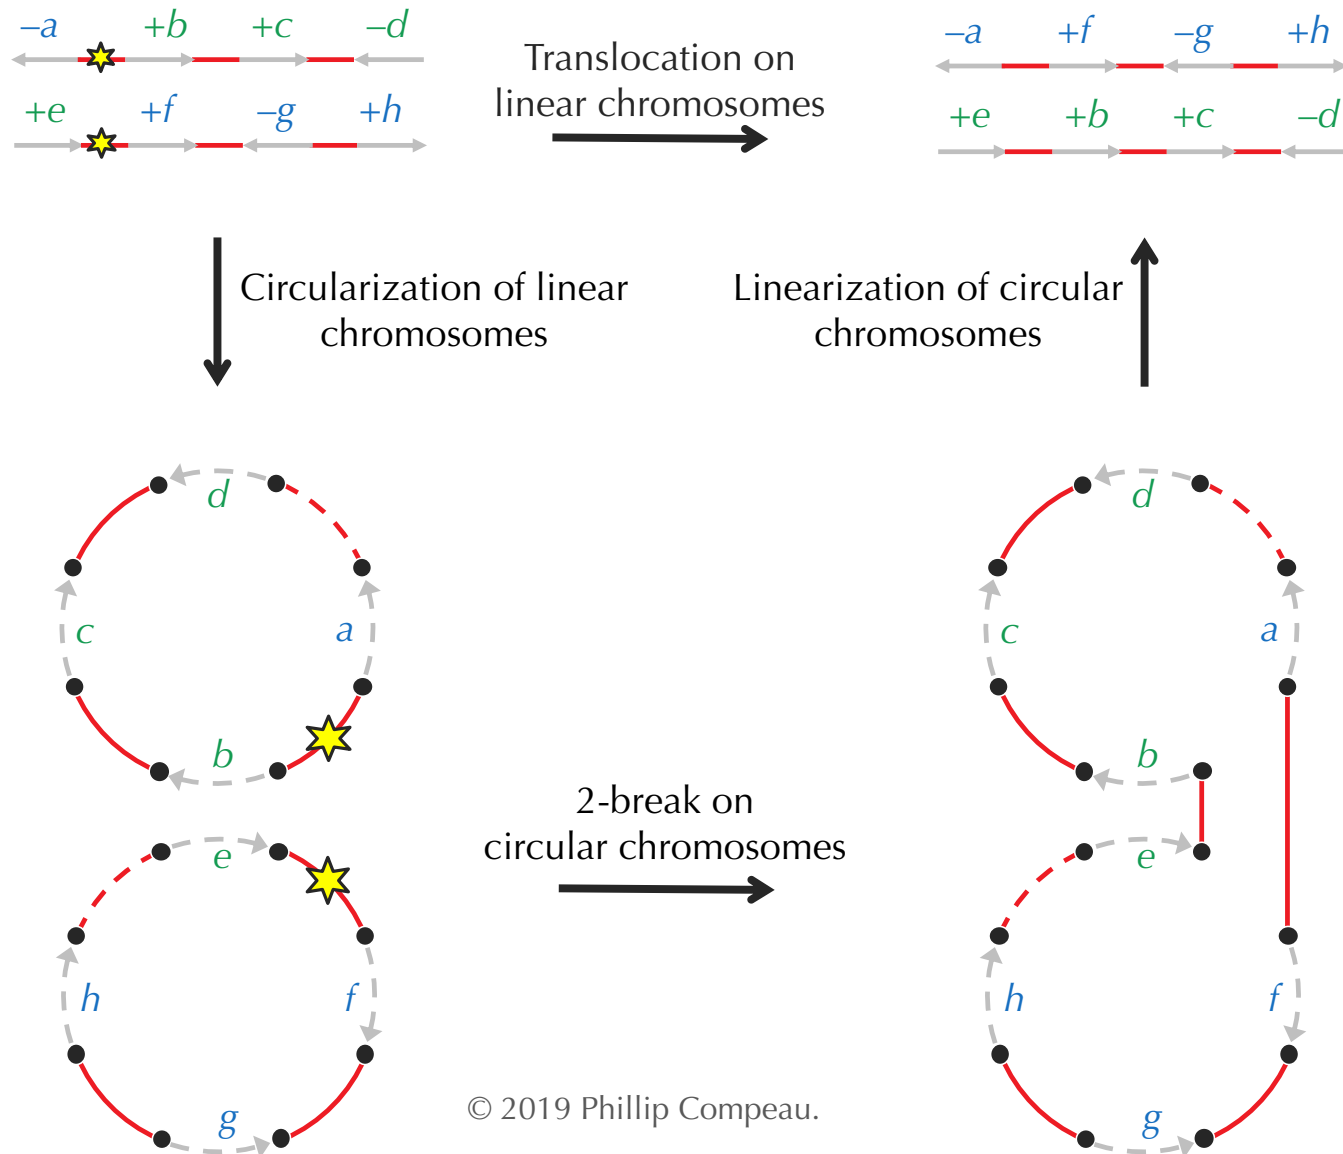 –a +b +c –d
+e +f –g +h
Translocation on
linear chromosomes
–a +f –g +h
+e +b +c –d
Circularization of linear
chromosomes
Linearization of circular
chromosomes
d
c a
b
e
h f
g
2-break on
circular chromosomes
d
c a
b
e
h f
g
© 2019 Phillip Compeau.